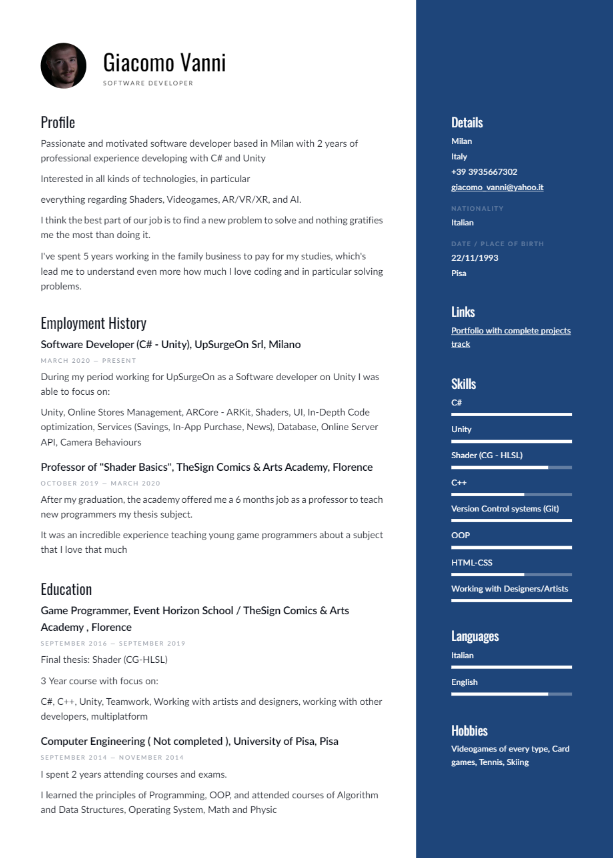 Giacomo Vanni
SOFTWARE DEVELOPER
Profile
Passionate and motivated software developer based in Milan with 2 years of
professional experience developing with C# and Unity
Interested in all kinds of technologies, in particular
everything regarding Shaders, Videogames, AR/VR/XR, and AI.
I think the best part of our job is to find a new problem to solve and nothing gratifies
me the most than doing it.
I've spent 5 years working in the family business to pay for my studies, which's
lead me to understand even more how much I love coding and in particular solving
problems.
Employment History
Software Developer (C# - Unity), UpSurgeOn Srl, Milano
MARCH 2020 — PRESENT
During my period working for UpSurgeOn as a Software developer on Unity I was
able to focus on:
Unity, Online Stores Management, ARCore - ARKit, Shaders, UI, In-Depth Code
optimization, Services (Savings, In-App Purchase, News), Database, Online Server
API, Camera Behaviours
Professor of "Shader Basics", TheSign Comics & Arts Academy, Florence
OCTOBER 2019 — MARCH 2020
After my graduation, the academy offered me a 6 months job as a professor to teach
new programmers my thesis subject.
It was an incredible experience teaching young game programmers about a subject
that I love that much
Education
Game Programmer, Event Horizon School / TheSign Comics & Arts
Academy , Florence
SEPTEMBER 2016 — SEPTEMBER 2019
Final thesis: Shader (CG-HLSL)
3 Year course with focus on:
C#, C++, Unity, Teamwork, Working with artists and designers, working with other
developers, multiplatform
Computer Engineering ( Not completed ), University of Pisa, Pisa
SEPTEMBER 2014 — NOVEMBER 2014
I spent 2 years attending courses and exams.
I learned the principles of Programming, OOP, and attended courses of Algorithm
and Data Structures, Operating System, Math and Physic
Details
Milan
Italy
+39 3935667302
giacomo_vanni@yahoo.it
NATIONALITY
Italian
DATE / PLACE OF BIRTH
22/11/1993
Pisa
Links
Portfolio with complete projects
track
Skills
C#
Unity
Shader (CG - HLSL)
C++
Version Control systems (Git)
OOP
HTML-CSS
Working with Designers/Artists
Languages
Italian
English
Hobbies
Videogames of every type, Card
games, Tennis, Skiing